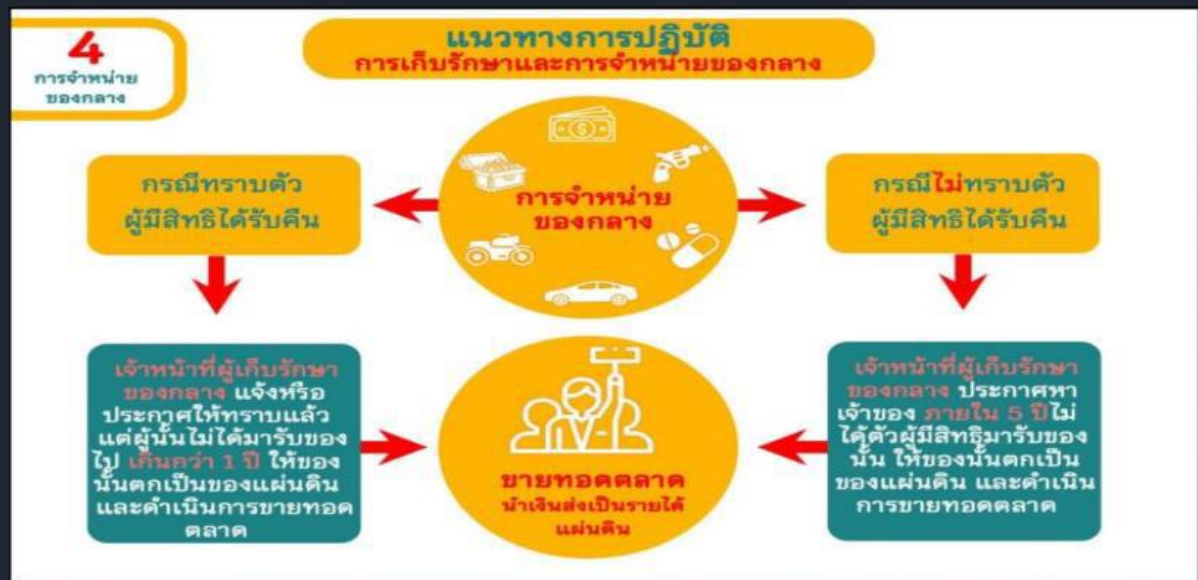 4
การจำหน่าย
ของกลาง
แนวทางการปฏิบัติ
การเก็บรักษาและการจำหน่ายของกลาง
การจำหน่าย
ของกลาง
กรณีทราบตัว
ผู้มีสิทธิได้รับคืน
กรณีไม่ทราบตัว
ผู้มีสิทธิได้รับคืน
เจ้าหน้าที่ผู้เก็บรักษา
ของกลาง แจ้งหรือ
ประกาศให้ทราบแล้ว
แต่ผู้นั้นไม่ได้มารับของ
ไป เกินกว่า 1 ปี ให้ของ
นั้นตกเป็นของแผ่นดิน
และดำเนินการขายทอด
ตลาด
ขายทอดตลาด
นำเงินส่งเป็นรายได้
แผ่นดิน
เจ้าหน้าที่ผู้เก็บรักษา
ของกลาง ประกาศหา
เจ้าของ ภายใน 5 ปีไม่
ได้ตัวผู้มีสิทธิมารับของ
นั้น ให้ของนั้นตกเป็น
ของแผ่นดิน และดำเนิน
การขายทอดตลาด